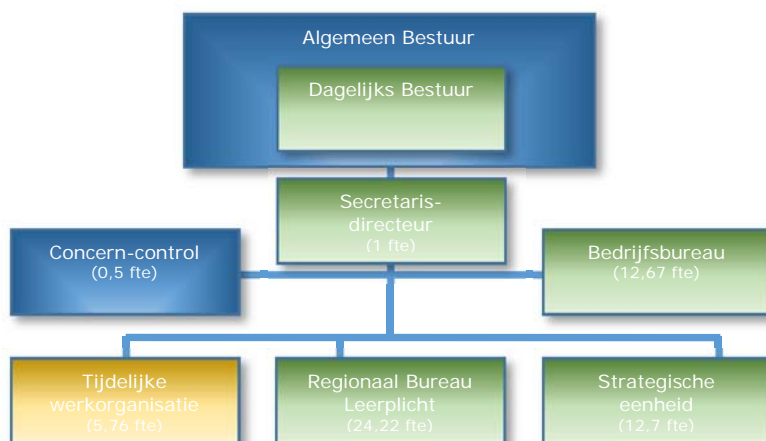 Algemeen Bestuur
Dagelijks Bestuur
Secretaris-
directeur
(1 fte)
Concern-control
(0,5 fte)
Bedrijfsbureau
(12,67 fte)
Tijdelijke
werkorganisatie
(5,76 fte)
Regionaal Bureau
Leerplicht
(24,22 fte)
Strategische
eenheid
(12,7 fte)